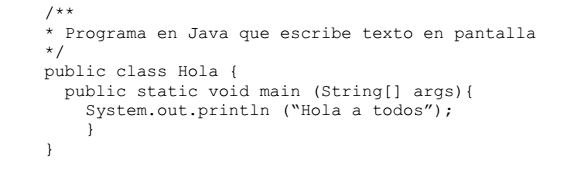 /**
* Programa en Java que escribe texto en pantalla
*/
public class Hola {
  public static void main (String[] args){
    System.out.println (“Hola a todos”);
    }
}